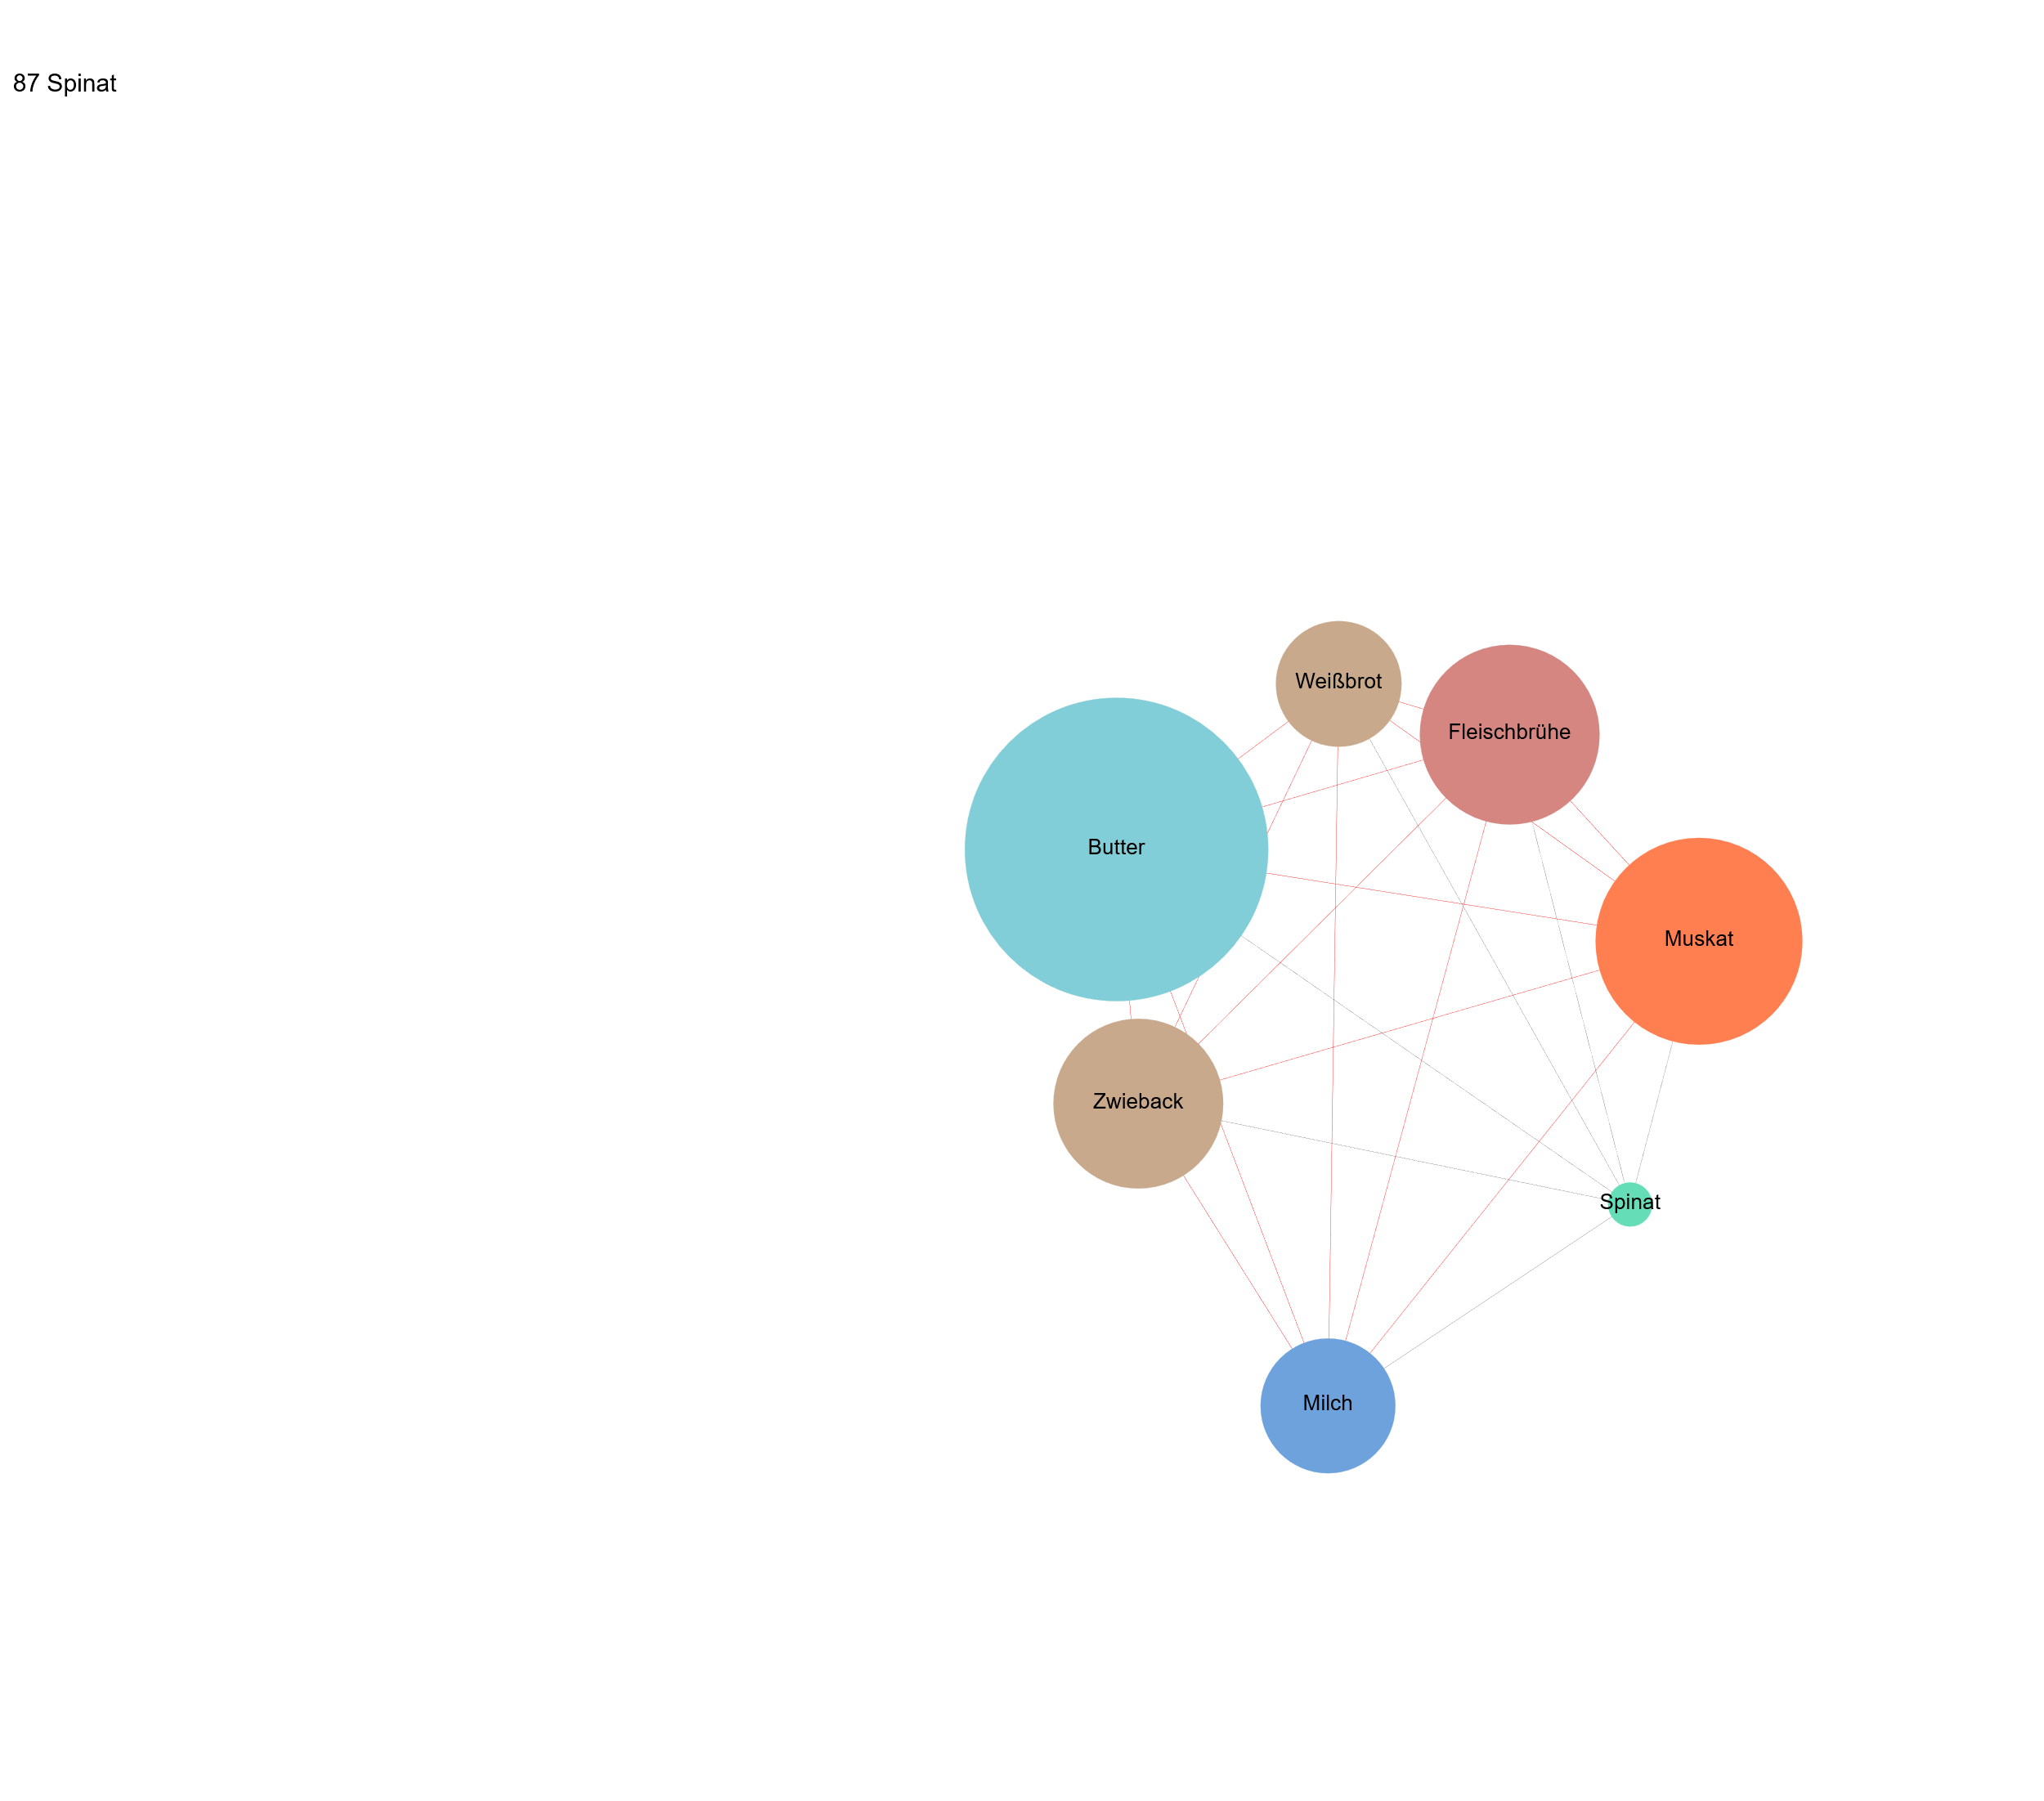 87 Spinat
Weißbrot
Fleischbrühe
Butter
Muskat
Zwieback
Spinat
Milch